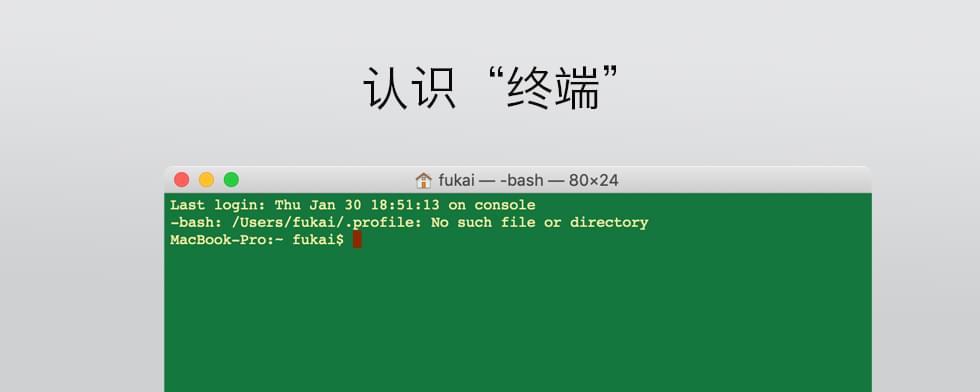 认识“终端”
fukai — -bash — 80×24
Last login: Thu Jan 30 18:51:13 on console
-bash: /Users/fukai/.profile: No such file or directory
MacBook-Pro:~ fukai$